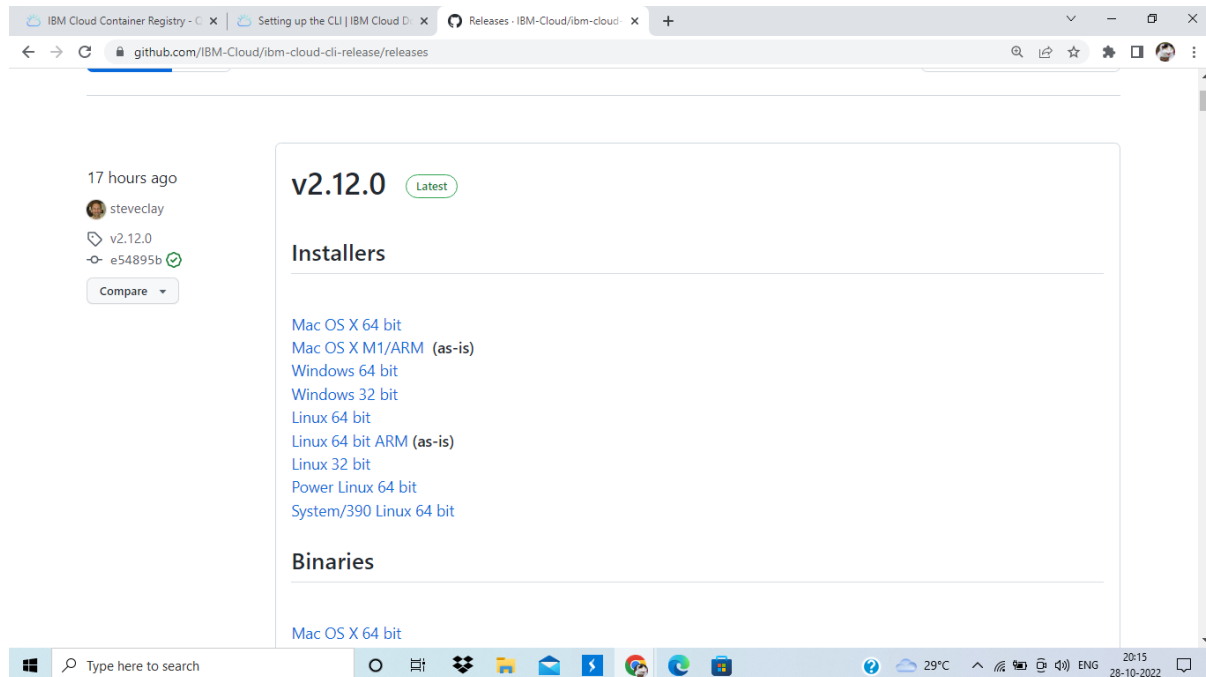 IBM Cloud Container Registry - C
Setting up the CLI | IBM Cloud D
Releases · IBM-Cloud/ibm-cloud-
github.com/IBM-Cloud/ibm-cloud-cli-release/releases
17 hours ago
steveclay
v2.12.0
e54895b
Compare
v2.12.0 Latest
Installers
Mac OS X 64 bit
Mac OS X M1/ARM (as-is)
Windows 64 bit
Windows 32 bit
Linux 64 bit
Linux 64 bit ARM (as-is)
Linux 32 bit
Power Linux 64 bit
System/390 Linux 64 bit
Binaries
Mac OS X 64 bit
Type here to search
29°C
ENG
20:15
28-10-2022